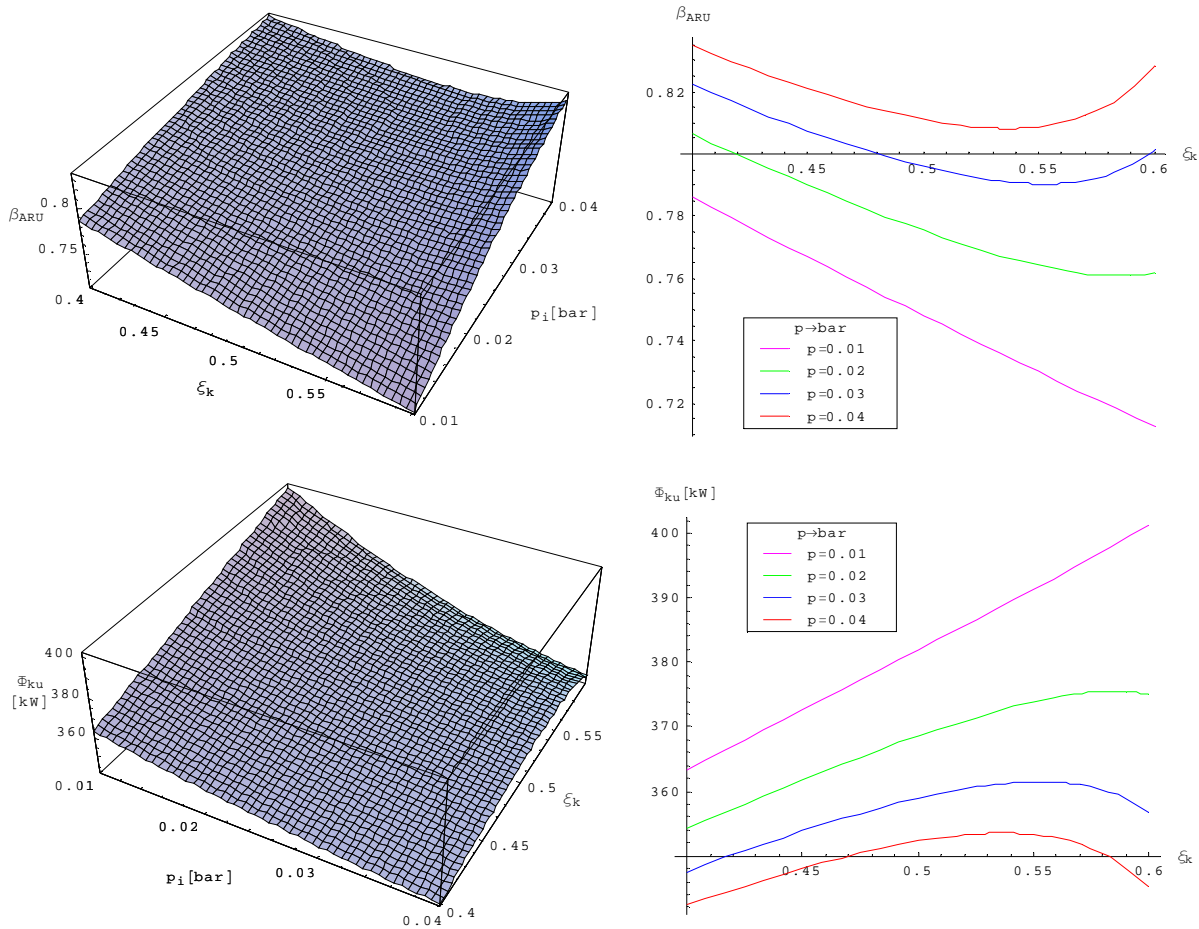 β_ARU
0.8
0.75
0.4
0.45
0.5
0.55
ξ_k
0.01
0.02
0.03
0.04
p_i[bar]
β_ARU
0.82
0.78
0.76
0.74
0.72
0.45
0.5
0.55
0.6
ξ_k
p→bar
p=0.01
p=0.02
p=0.03
p=0.04
Φ_ku
[kW]
400
380
360
0.01
0.02
0.03
0.04
p_i[bar]
0.4
0.45
0.5
0.55
ξ_k
Φ_ku[kW]
400
390
380
370
360
0.45
0.5
0.55
0.6
ξ_k
p→bar
p=0.01
p=0.02
p=0.03
p=0.04